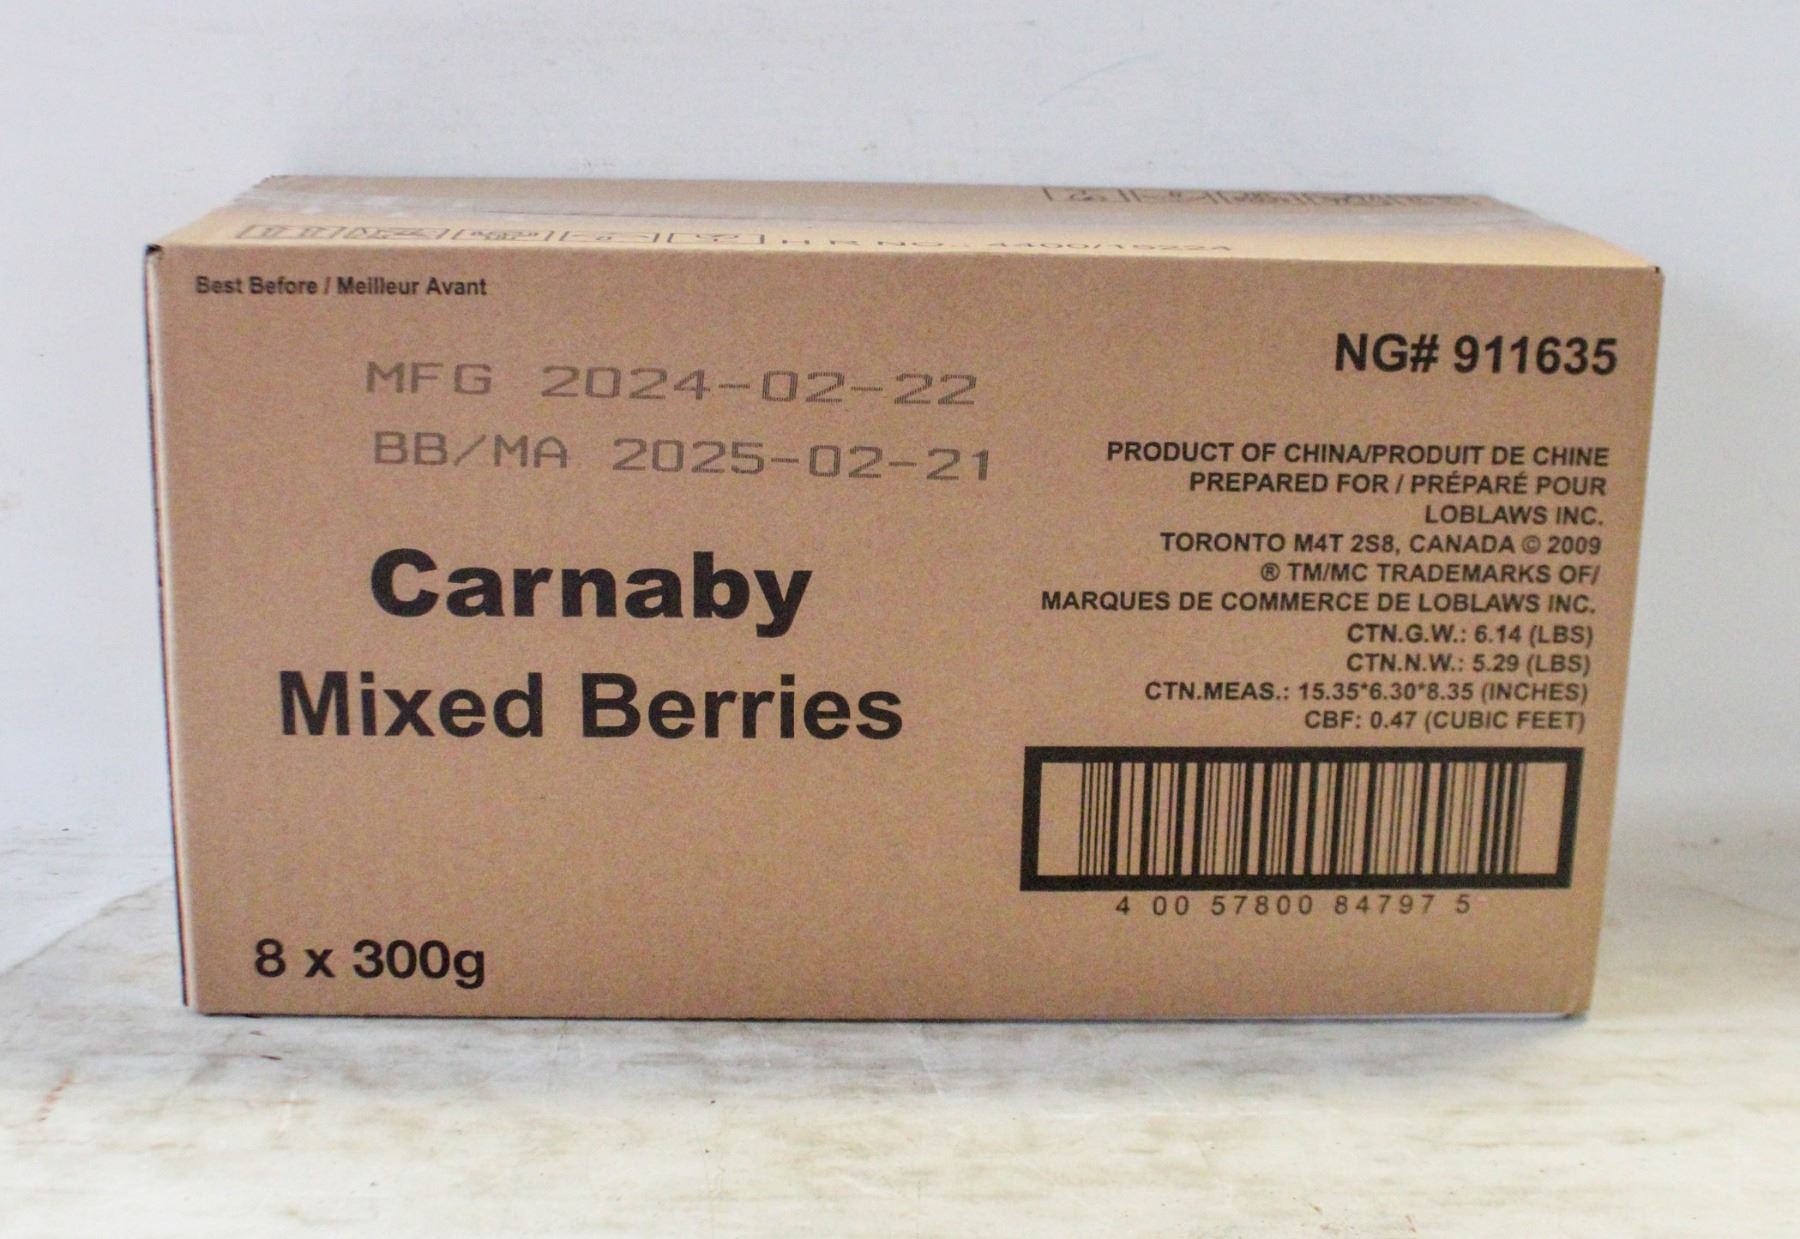 H R NO.: 4400/15224
Best Before / Meilleur Avant
MFG 2024-02-22
BB/MA 2025-02-21
Carnaby
Mixed Berries
8 x 300g
NG# 911635
PRODUCT OF CHINA/PRODUIT DE CHINE
PREPARED FOR / PRÉPARÉ POUR
LOBLAWS INC.
TORONTO M4T 2S8, CANADA © 2009
® TM/MC TRADEMARKS OF/
MARQUES DE COMMERCE DE LOBLAWS INC.
CTN.G.W.: 6.14 (LBS)
CTN.N.W.: 5.29 (LBS)
CTN.MEAS.: 15.35*6.30*8.35 (INCHES)
CBF: 0.47 (CUBIC FEET)
4 00 57800 84797 5